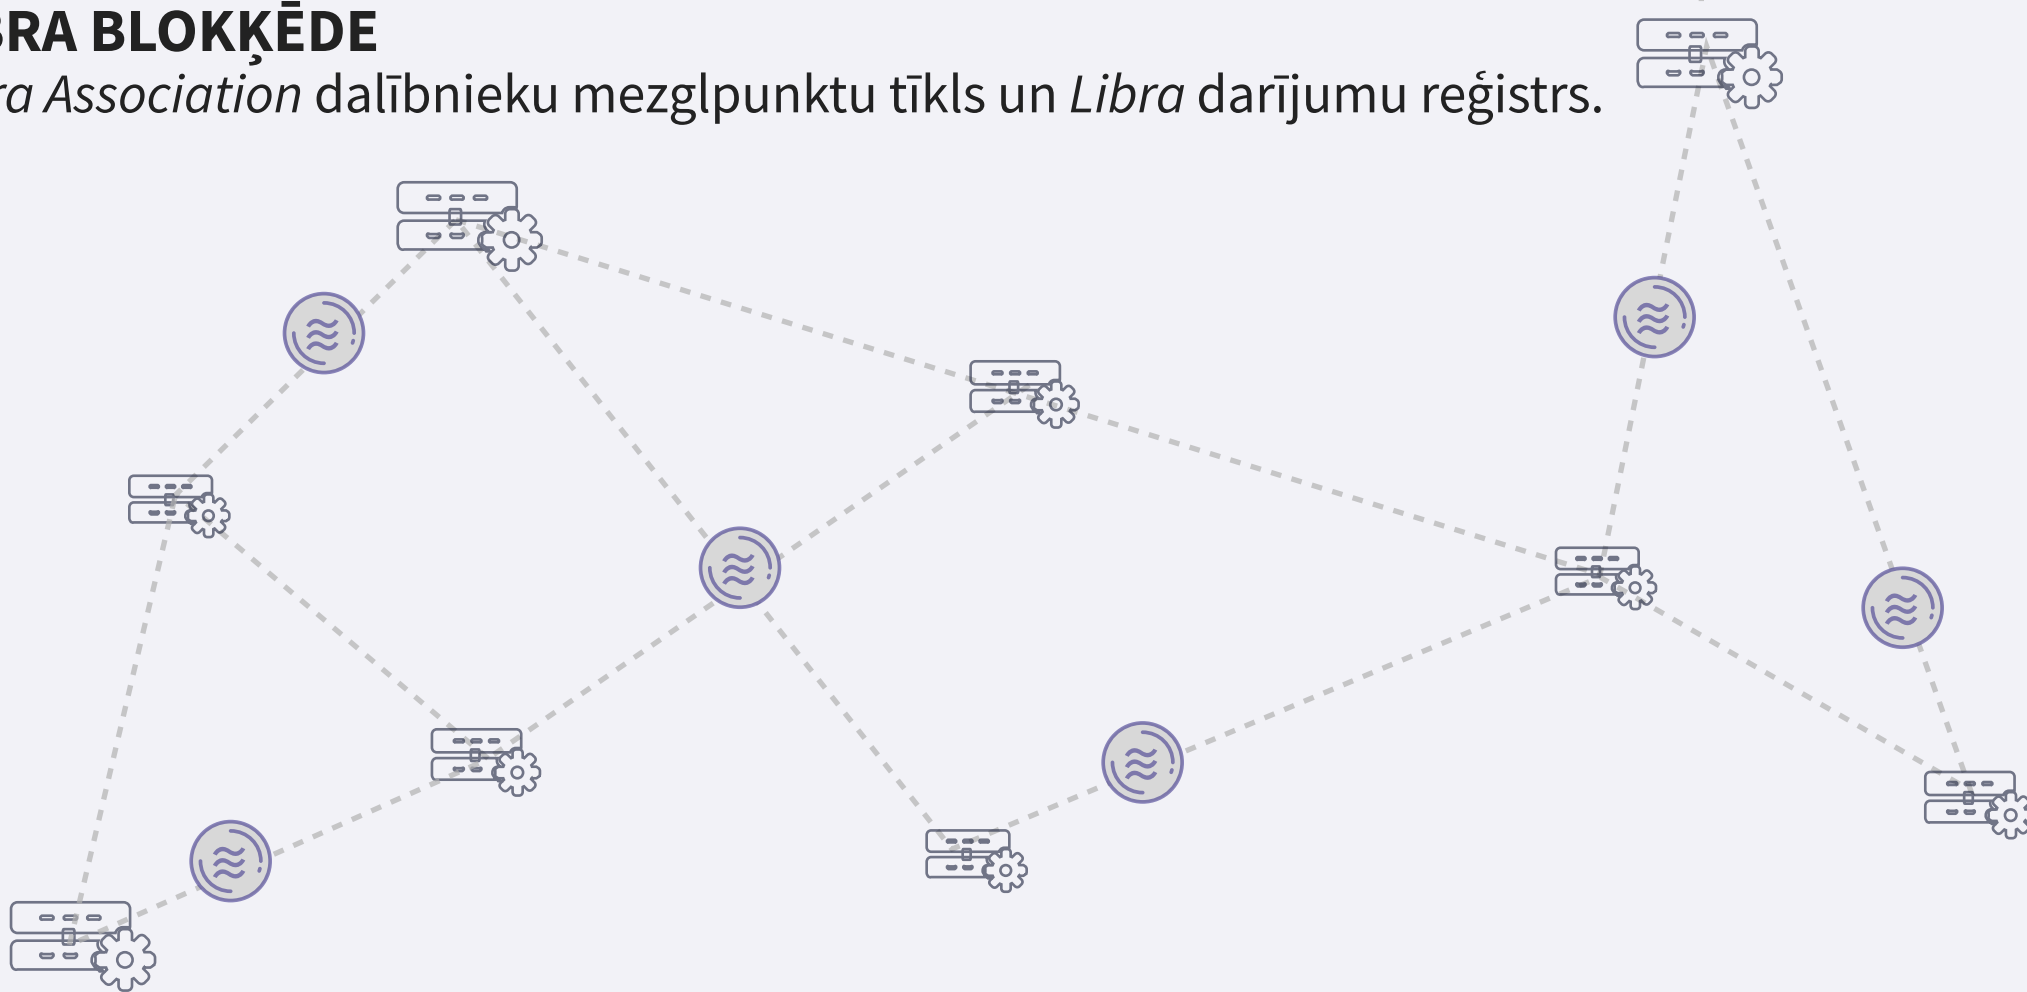 BRA BLOKĶĒDE
ra Association dalībnieku mezglpunktu tīkls un Libra darījumu reģistrs.